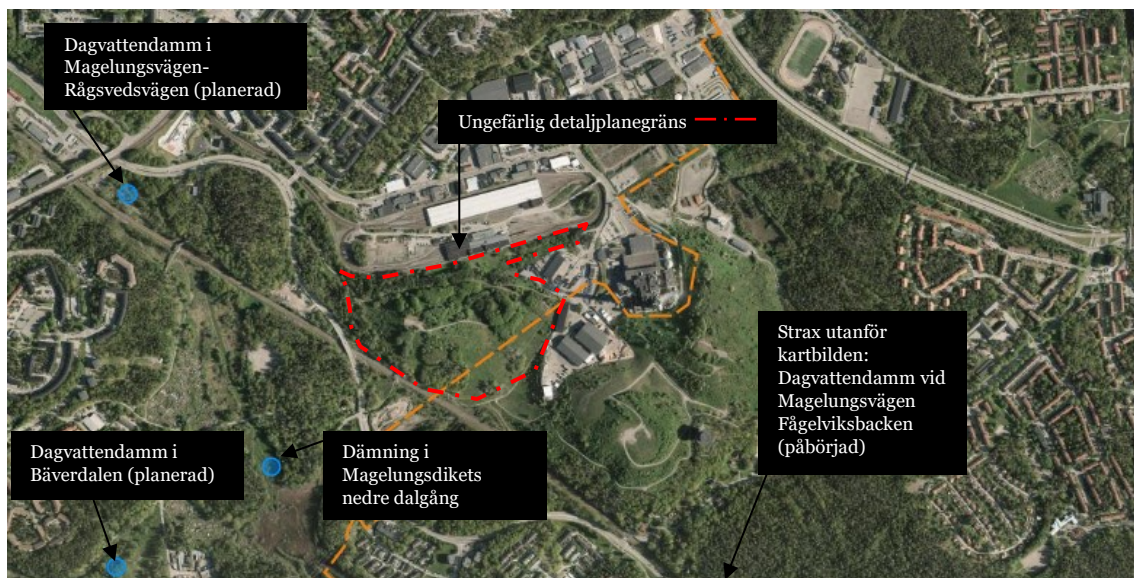 Dagvattendamm i
Magelungsvägen-
Rågsvedsvägen (planerad)
Ungefärlig detaljplanegräns
Strax utanför
kartbilden:
Dagvattendamm vid
Magelungsvägen
Fågelviksbacken
(påbörjad)
Dagvattendamm i
Bäverdalen (planerad)
Dämning i
Magelungsdikets
nedre dalgång